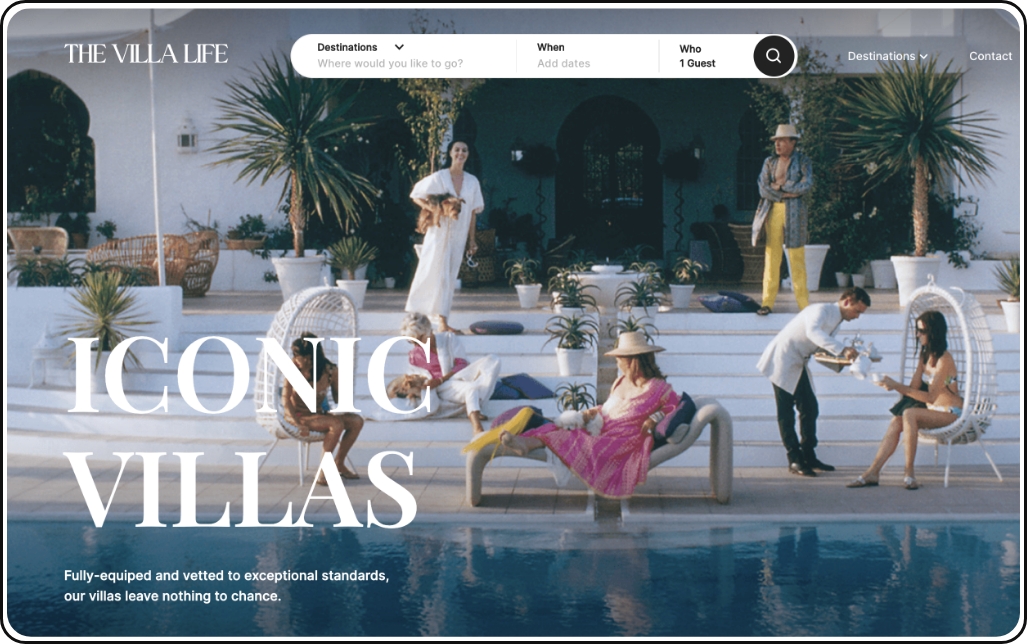 THE VILLA LIFE
Destinations
Where would you like to go?
When
Add dates
Who
1 Guest
Destinations
Contact
ICONIC
VILLAS
Fully-equiped and vetted to exceptional standards,
our villas leave nothing to chance.